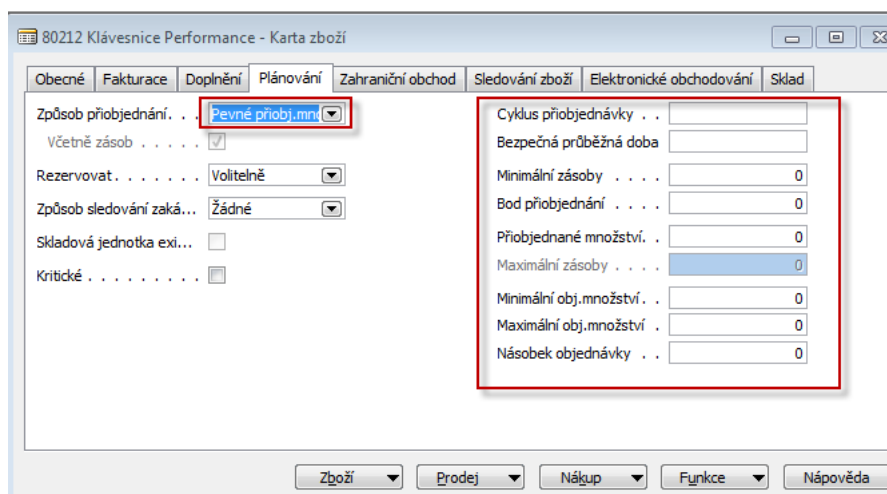 80212 Klávesnice Performance - Karta zboží
Obecné Fakturace Doplnění Plánování Zahraniční obchod Sledování zboží Elektronické obchodování Sklad
Způsob přiobjednání. . . Pevné přiobj.mno
Včetně zásob . . . . .
Rezervovat. . . . . . . Volitelně
Způsob sledování zaká... Žádné
Skladová jednotka exi...
Kritické . . . . . . . . .
Cyklus přiobjednávky . .
Bezpečná průběžná doba
Minimální zásoby . . . . 0
Bod přiobjednání . . . . 0
Přiobjednané množství. . 0
Maximální zásoby . . . . 0
Minimální obj.množství. . 0
Maximální obj.množství . 0
Násobek objednávky . . 0
Zboží Prodej Nákup Funkce Nápověda